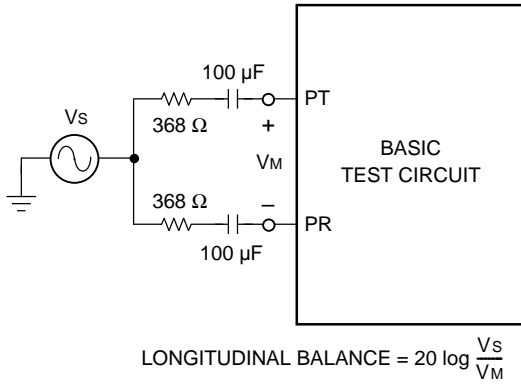 100 µF
VS
PT
368 Ω
+
VM
BASIC
TEST CIRCUIT
368 Ω
–
PR
100 µF
LONGITUDINAL BALANCE = 20 log VS
VM